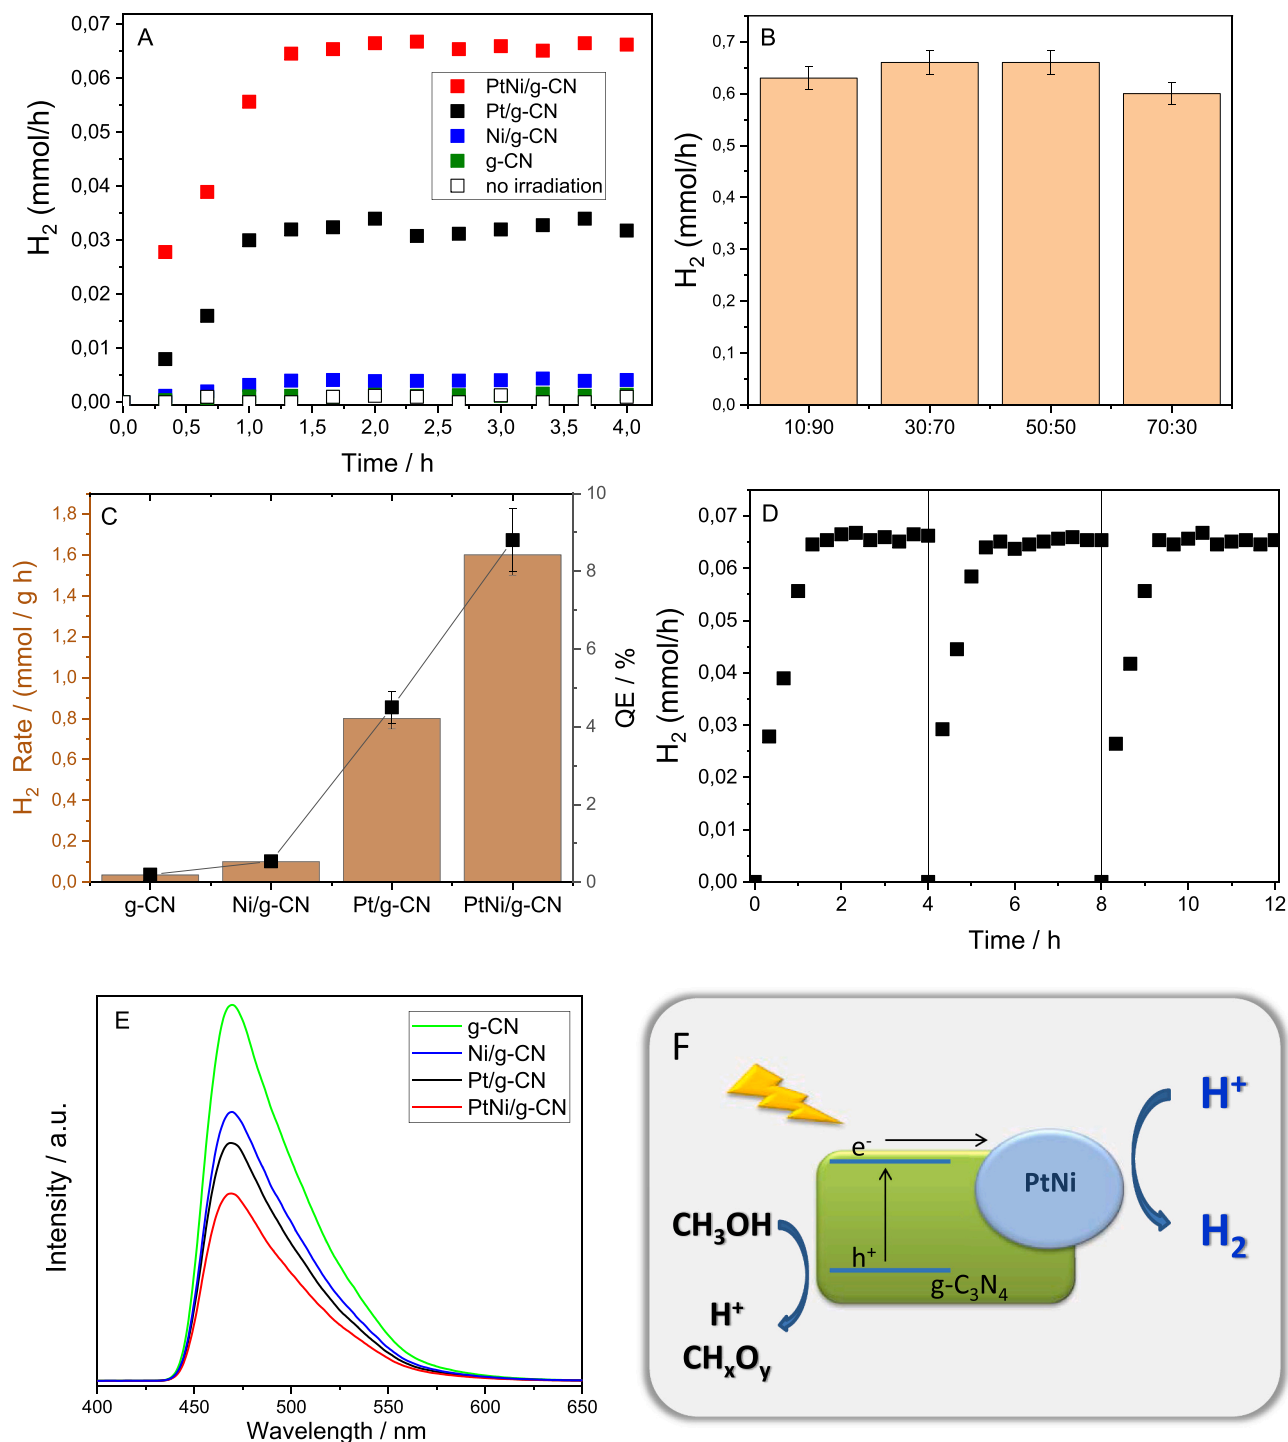 A
0,07
0,06
0,05
0,04
0,03
0,02
0,01
0,00
H2 (mmol/h)
PtNi/g-CN
Pt/g-CN
Ni/g-CN
g-CN
no irradiation
0,0 0,5 1,0 1,5 2,0 2,5 3,0 3,5 4,0
Time / h
B
0,7
0,6
0,5
0,4
0,3
0,2
0,1
0,0
H2 (mmol/h)
10:90 30:70 50:50 70:30
C
1,8
1,6
1,4
1,2
1,0
0,8
0,6
0,4
0,2
0,0
H2 Rate / (mmol / g h)
10
8
6
4
2
0
QE / %
g-CN Ni/g-CN Pt/g-CN PtNi/g-CN
D
0,07
0,06
0,05
0,04
0,03
0,02
0,01
0,00
H2 (mmol/h)
0 2 4 6 8 10 12
Time / h
E
g-CN
Ni/g-CN
Pt/g-CN
PtNi/g-CN
Intensity / a.u.
400 450 500 550 600 650
Wavelength / nm
F
H+
e-
PtNi
CH3OH
H2
h+
g-C3N4
H+
CHxOy